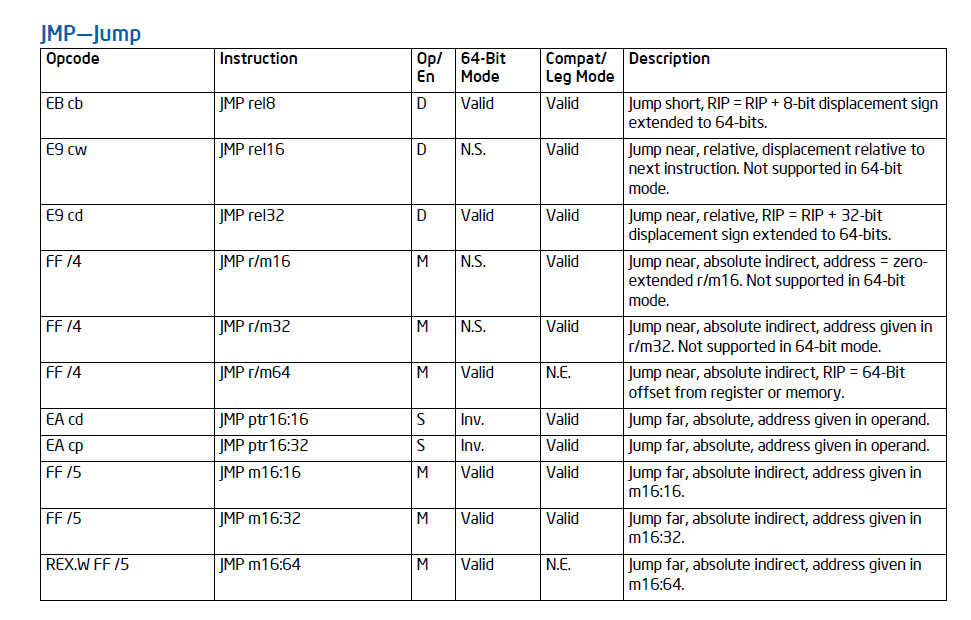 JMP—Jump
Opcode Instruction Op/ 64-Bit Compat/ Description
En Mode Leg Mode
EB cb JMP rel8 D Valid Valid Jump short, RIP = RIP + 8-bit displacement sign
extended to 64-bits.
E9 cw JMP rel16 D N.S. Valid Jump near, relative, displacement relative to
next instruction. Not supported in 64-bit
mode.
E9 cd JMP rel32 D Valid Valid Jump near, relative, RIP = RIP + 32-bit
displacement sign extended to 64-bits.
FF /4 JMP r/m16 M N.S. Valid Jump near, absolute indirect, address = zero-
extended r/m16. Not supported in 64-bit
mode.
FF /4 JMP r/m32 M N.S. Valid Jump near, absolute indirect, address given in
r/m32. Not supported in 64-bit mode.
FF /4 JMP r/m64 M Valid N.E. Jump near, absolute indirect, RIP = 64-Bit
offset from register or memory.
EA cd JMP ptr16:16 S Inv. Valid Jump far, absolute, address given in operand.
EA cp JMP ptr16:32 S Inv. Valid Jump far, absolute, address given in operand.
FF /5 JMP m16:16 M Valid Valid Jump far, absolute indirect, address given in
m16:16.
FF /5 JMP m16:32 M Valid Valid Jump far, absolute indirect, address given in
m16:32.
REX.W FF /5 JMP m16:64 M Valid N.E. Jump far, absolute indirect, address given in
m16:64.